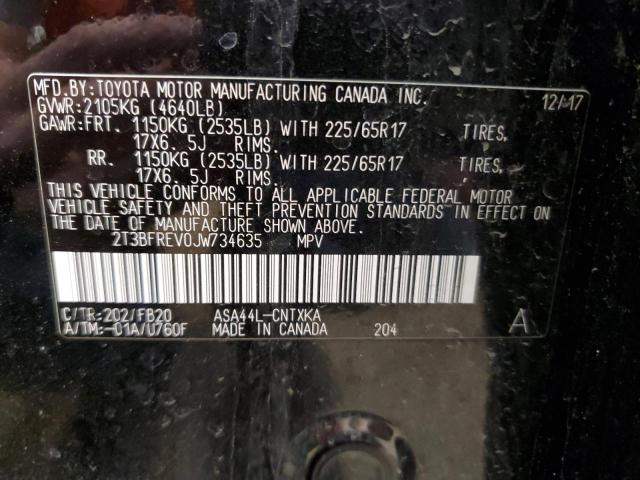 MFD.BY:TOYOTA MOTOR MANUFACTURING CANADA INC. 12/17
GVWR:2105KG (4640LB)
GAWR:FRT. 1150KG (2535LB) WITH 225/65R17 TIRES,
17X6. 5J RIMS.
RR. 1150KG (2535LB) WITH 225/65R17 TIRES,
17X6. 5J RIMS.
THIS VEHICLE CONFORMS TO ALL APPLICABLE FEDERAL MOTOR
VEHICLE SAFETY AND THEFT PREVENTION STANDARDS IN EFFECT ON
THE DATE OF MANUFACTURE SHOWN ABOVE.
2T3BFREV0JW734635 MPV
C/TR:202/FB20 ASA44L-CNTXKA A
A/TM:-01A/U760F MADE IN CANADA 204